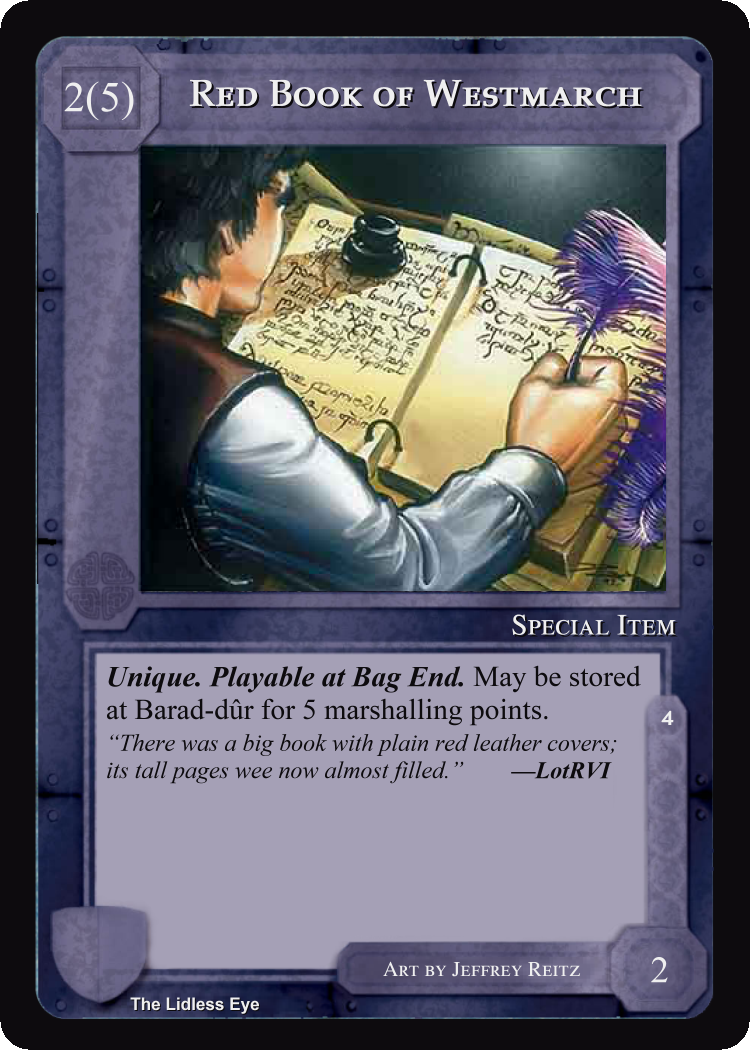 2(5)
RED BOOK OF WESTMARCH
SPECIAL ITEM
Unique. Playable at Bag End. May be stored
at Barad-dûr for 5 marshalling points.
4
“There was a big book with plain red leather covers;
its tall pages wee now almost filled.” —LotRVI
ART BY JEFFREY REITZ
2
The Lidless Eye